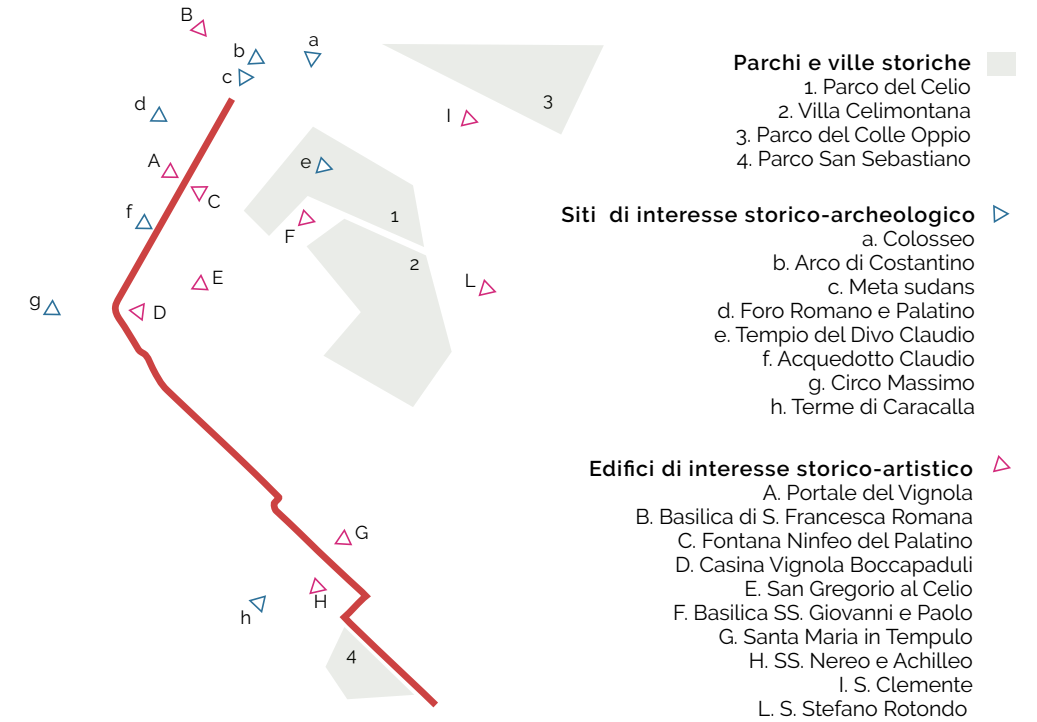 B
a
b
c
d
3
I
A
e
C
f
1
F
2
E
L
g
D
G
H
h
4
Parchi e ville storiche
1. Parco del Celio
2. Villa Celimontana
3. Parco del Colle Oppio
4. Parco San Sebastiano
Siti di interesse storico-archeologico
a. Colosseo
b. Arco di Costantino
c. Meta sudans
d. Foro Romano e Palatino
e. Tempio del Divo Claudio
f. Acquedotto Claudio
g. Circo Massimo
h. Terme di Caracalla
Edifici di interesse storico-artistico
A. Portale del Vignola
B. Basilica di S. Francesca Romana
C. Fontana Ninfeo del Palatino
D. Casina Vignola Boccapaduli
E. San Gregorio al Celio
F. Basilica SS. Giovanni e Paolo
G. Santa Maria in Tempulo
H. SS. Nereo e Achilleo
I. S. Clemente
L. S. Stefano Rotondo